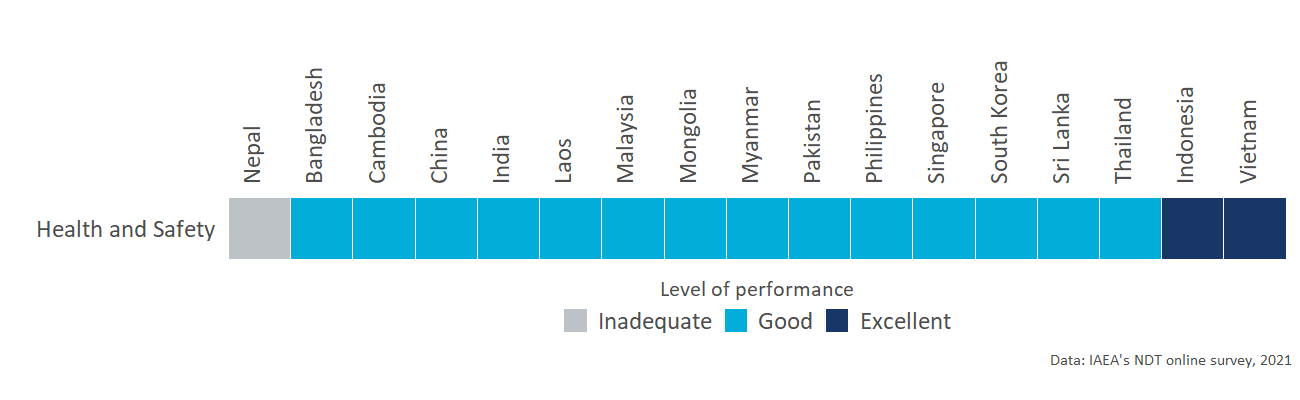 Nepal
Bangladesh
Cambodia
China
India
Laos
Malaysia
Mongolia
Myanmar
Pakistan
Philippines
Singapore
South Korea
Sri Lanka
Thailand
Indonesia
Vietnam
Health and Safety
Level of performance
Inadequate Good Excellent
Data: IAEA's NDT online survey, 2021